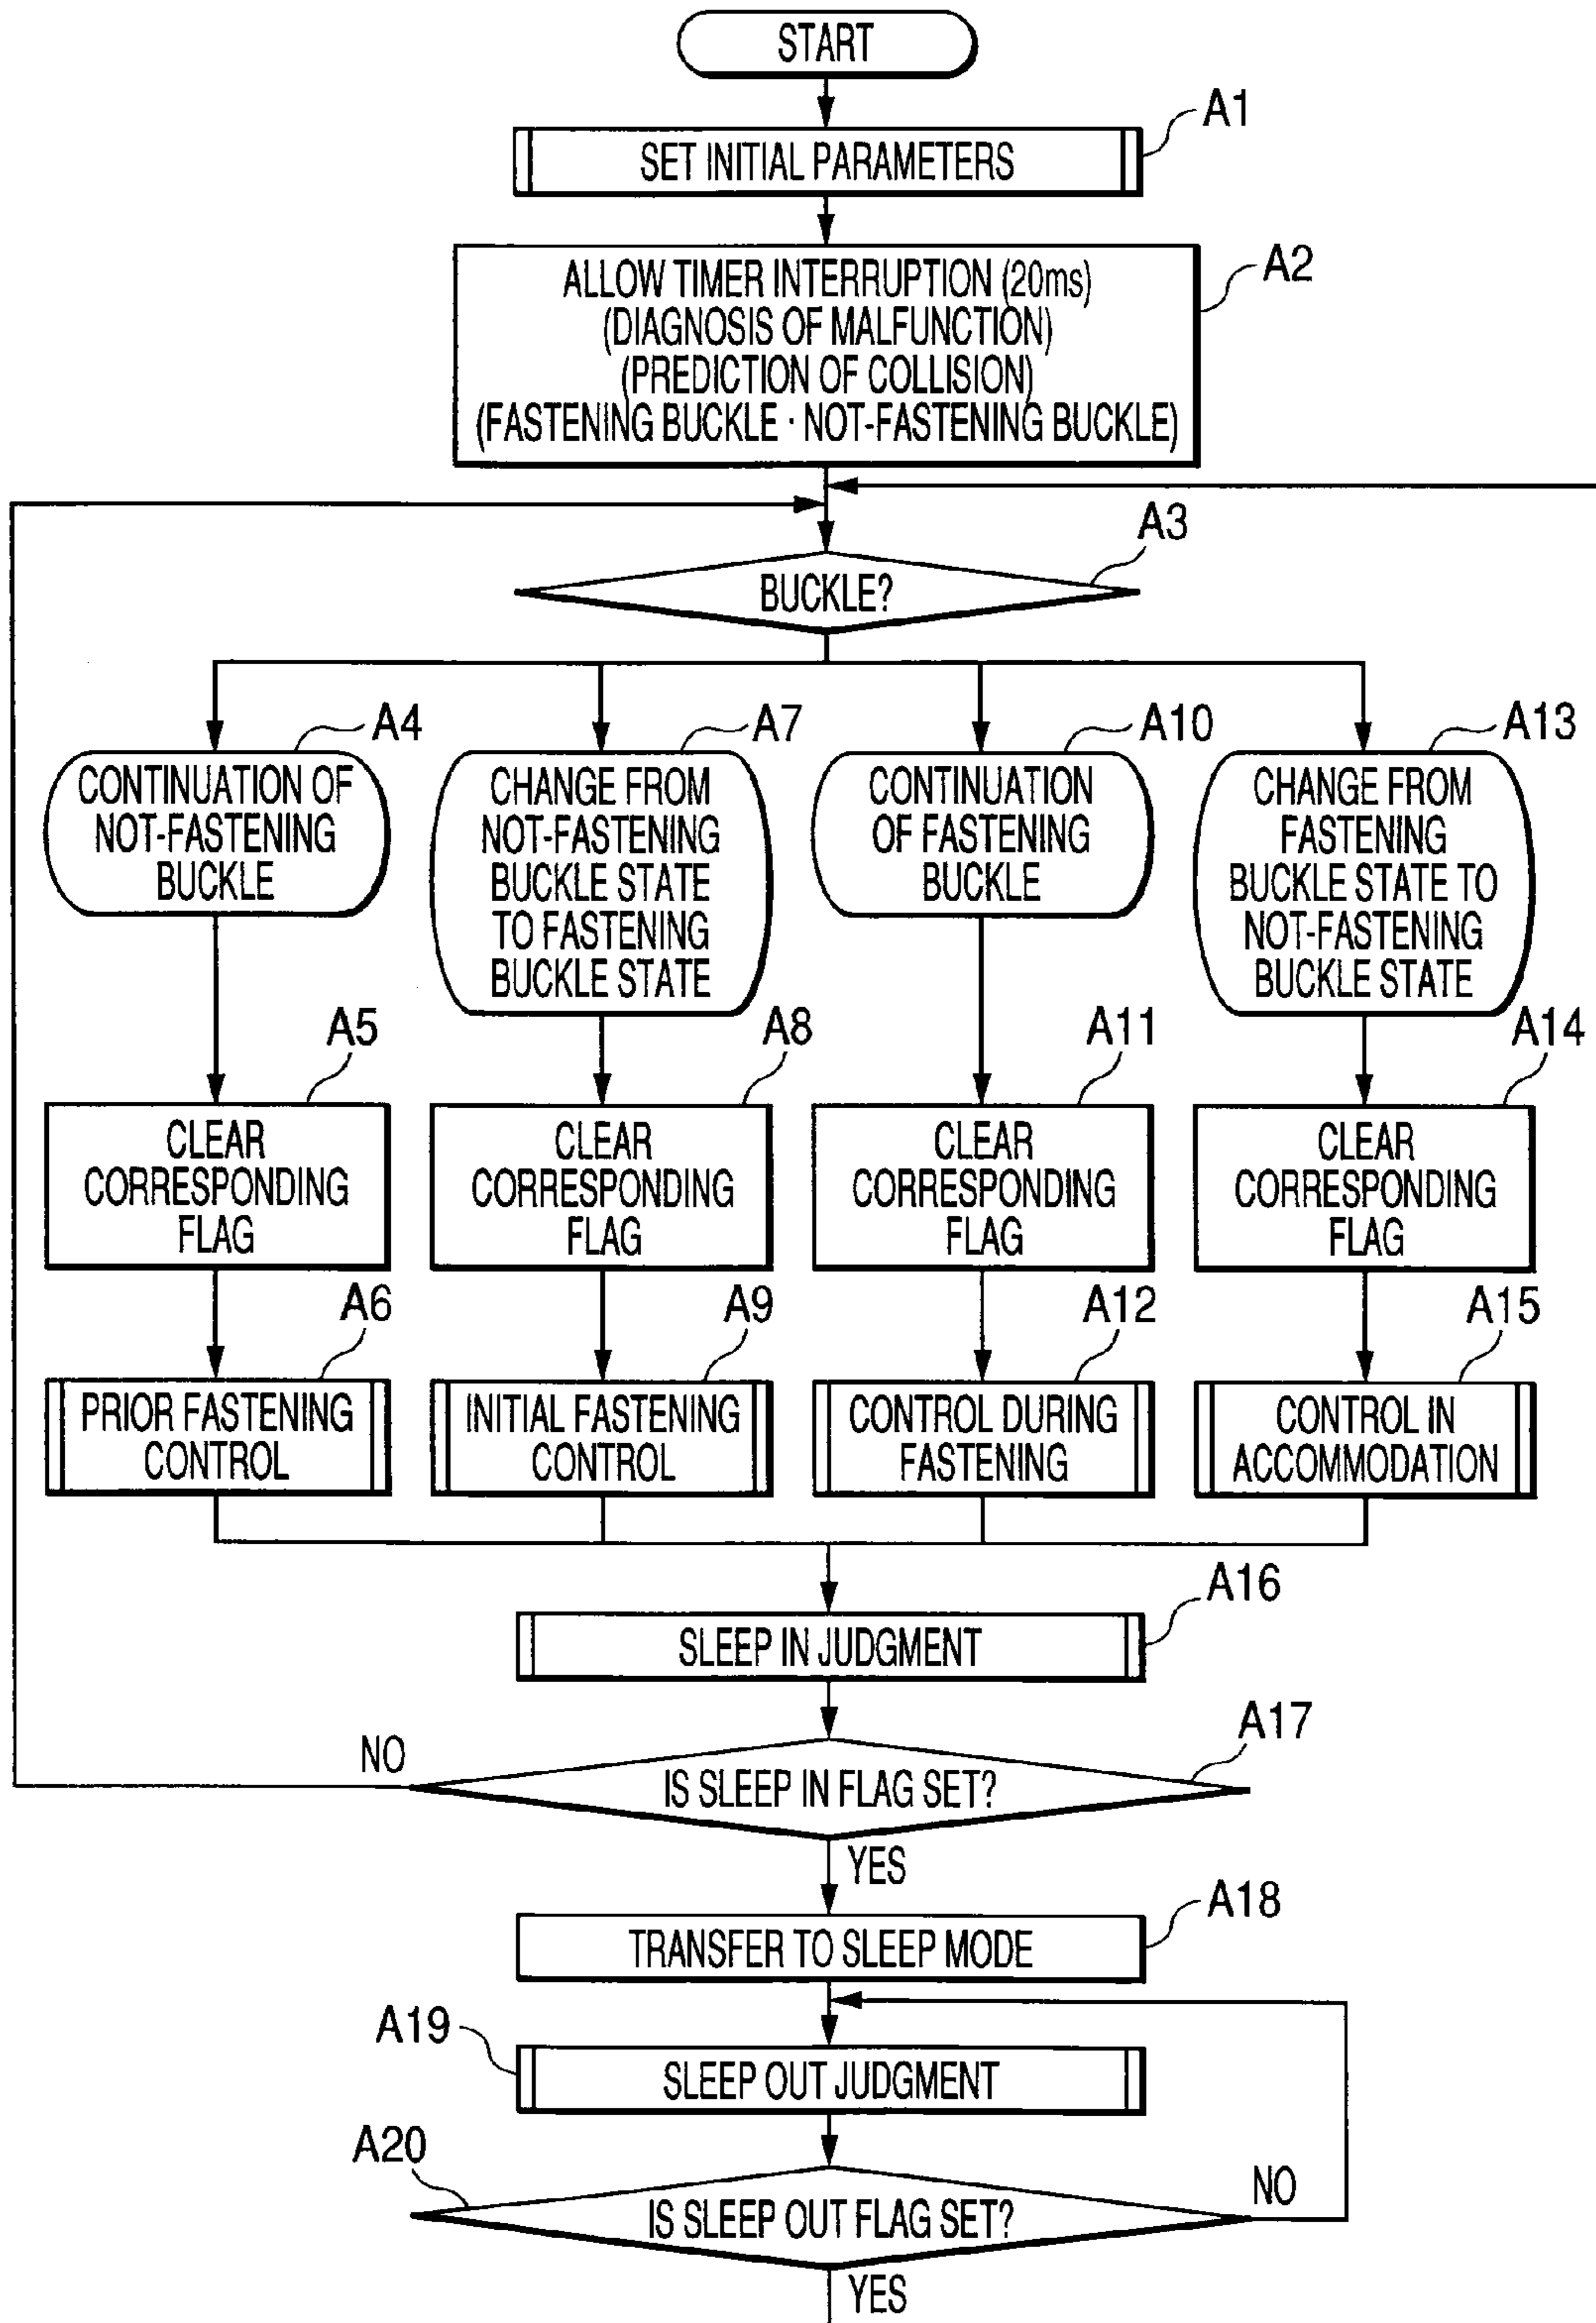 START
A1
SET INITIAL PARAMETERS
A2
ALLOW TIMER INTERRUPTION (20ms)
(DIAGNOSIS OF MALFUNCTION)
(PREDICTION OF COLLISION)
(FASTENING BUCKLE · NOT-FASTENING BUCKLE)
A3
BUCKLE?
A4
CONTINUATION OF
NOT-FASTENING
BUCKLE
A7
CHANGE FROM
NOT-FASTENING
BUCKLE STATE
TO FASTENING
BUCKLE STATE
A10
CONTINUATION
OF FASTENING
BUCKLE
A13
CHANGE FROM
FASTENING
BUCKLE STATE TO
NOT-FASTENING
BUCKLE STATE
A5
CLEAR
CORRESPONDING
FLAG
A8
CLEAR
CORRESPONDING
FLAG
A11
CLEAR
CORRESPONDING
FLAG
A14
CLEAR
CORRESPONDING
FLAG
A6
PRIOR FASTENING
CONTROL
A9
INITIAL FASTENING
CONTROL
A12
CONTROL DURING
FASTENING
A15
CONTROL IN
ACCOMMODATION
A16
SLEEP IN JUDGMENT
A17
NO
IS SLEEP IN FLAG SET?
YES
A18
TRANSFER TO SLEEP MODE
A19
SLEEP OUT JUDGMENT
A20
NO
IS SLEEP OUT FLAG SET?
YES